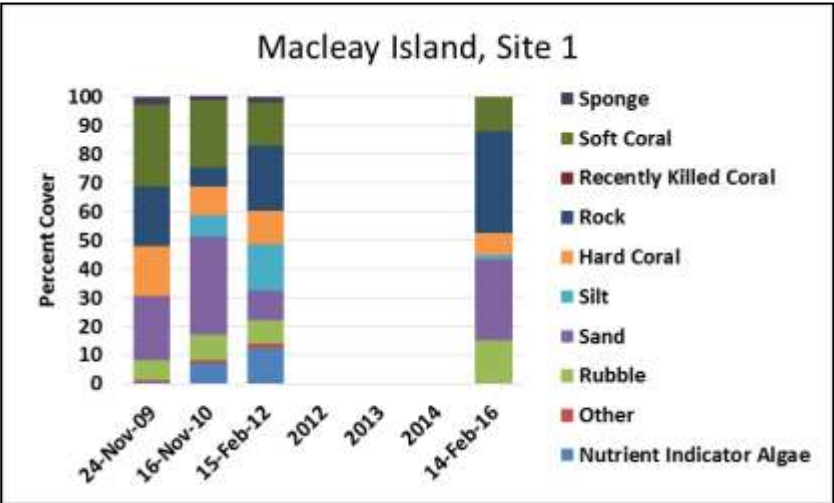 Macleay Island, Site 1
Percent Cover
100
90
80
70
60
50
40
30
20
10
0
24-Nov-09
16-Nov-10
15-Feb-12
2012
2013
2014
14-Feb-16
Sponge
Soft Coral
Recently Killed Coral
Rock
Hard Coral
Silt
Sand
Rubble
Other
Nutrient Indicator Algae